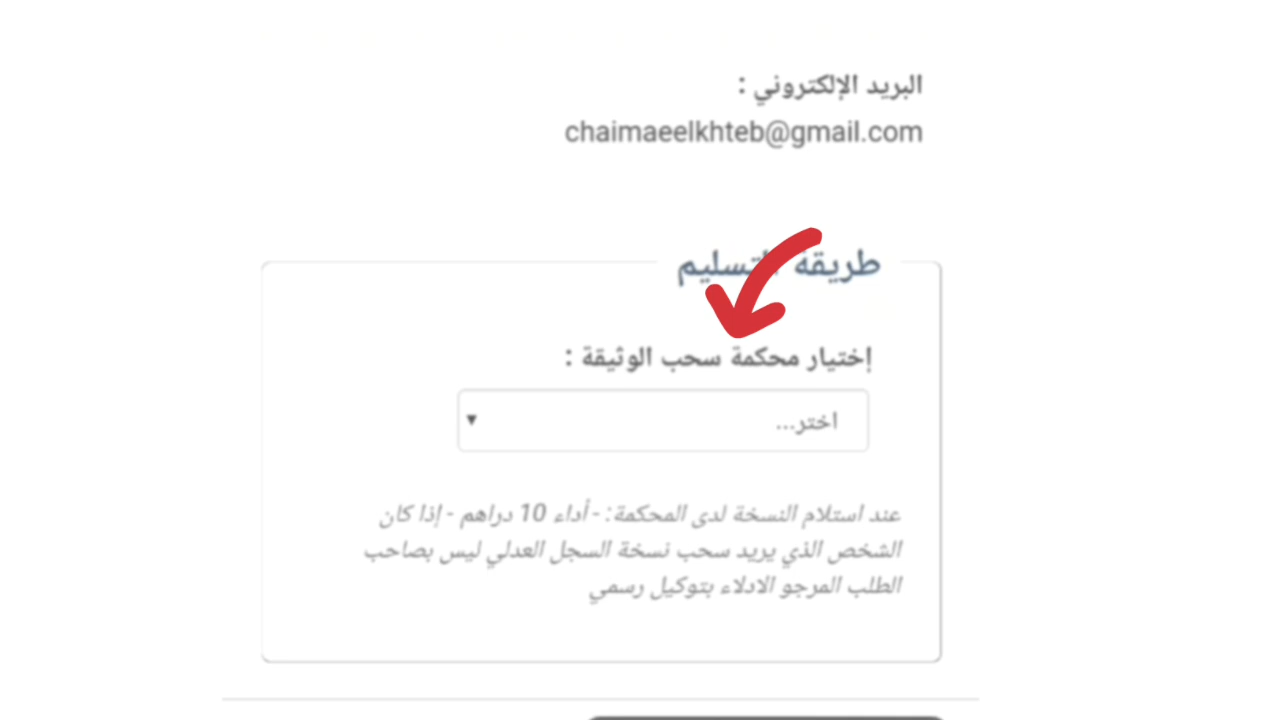 البريد الإلكتروني :
chaimaeelkhteb@gmail.com
طريقة التسليم
إختيار محكمة سحب الوثيقة :
اختر...
عند استلام النسخة لدى المحكمة: - أداء 10 دراهم - إذا كان
الشخص الذي يريد سحب نسخة السجل العدلي ليس بصاحب
الطلب المرجو الادلاء بتوكيل رسمي